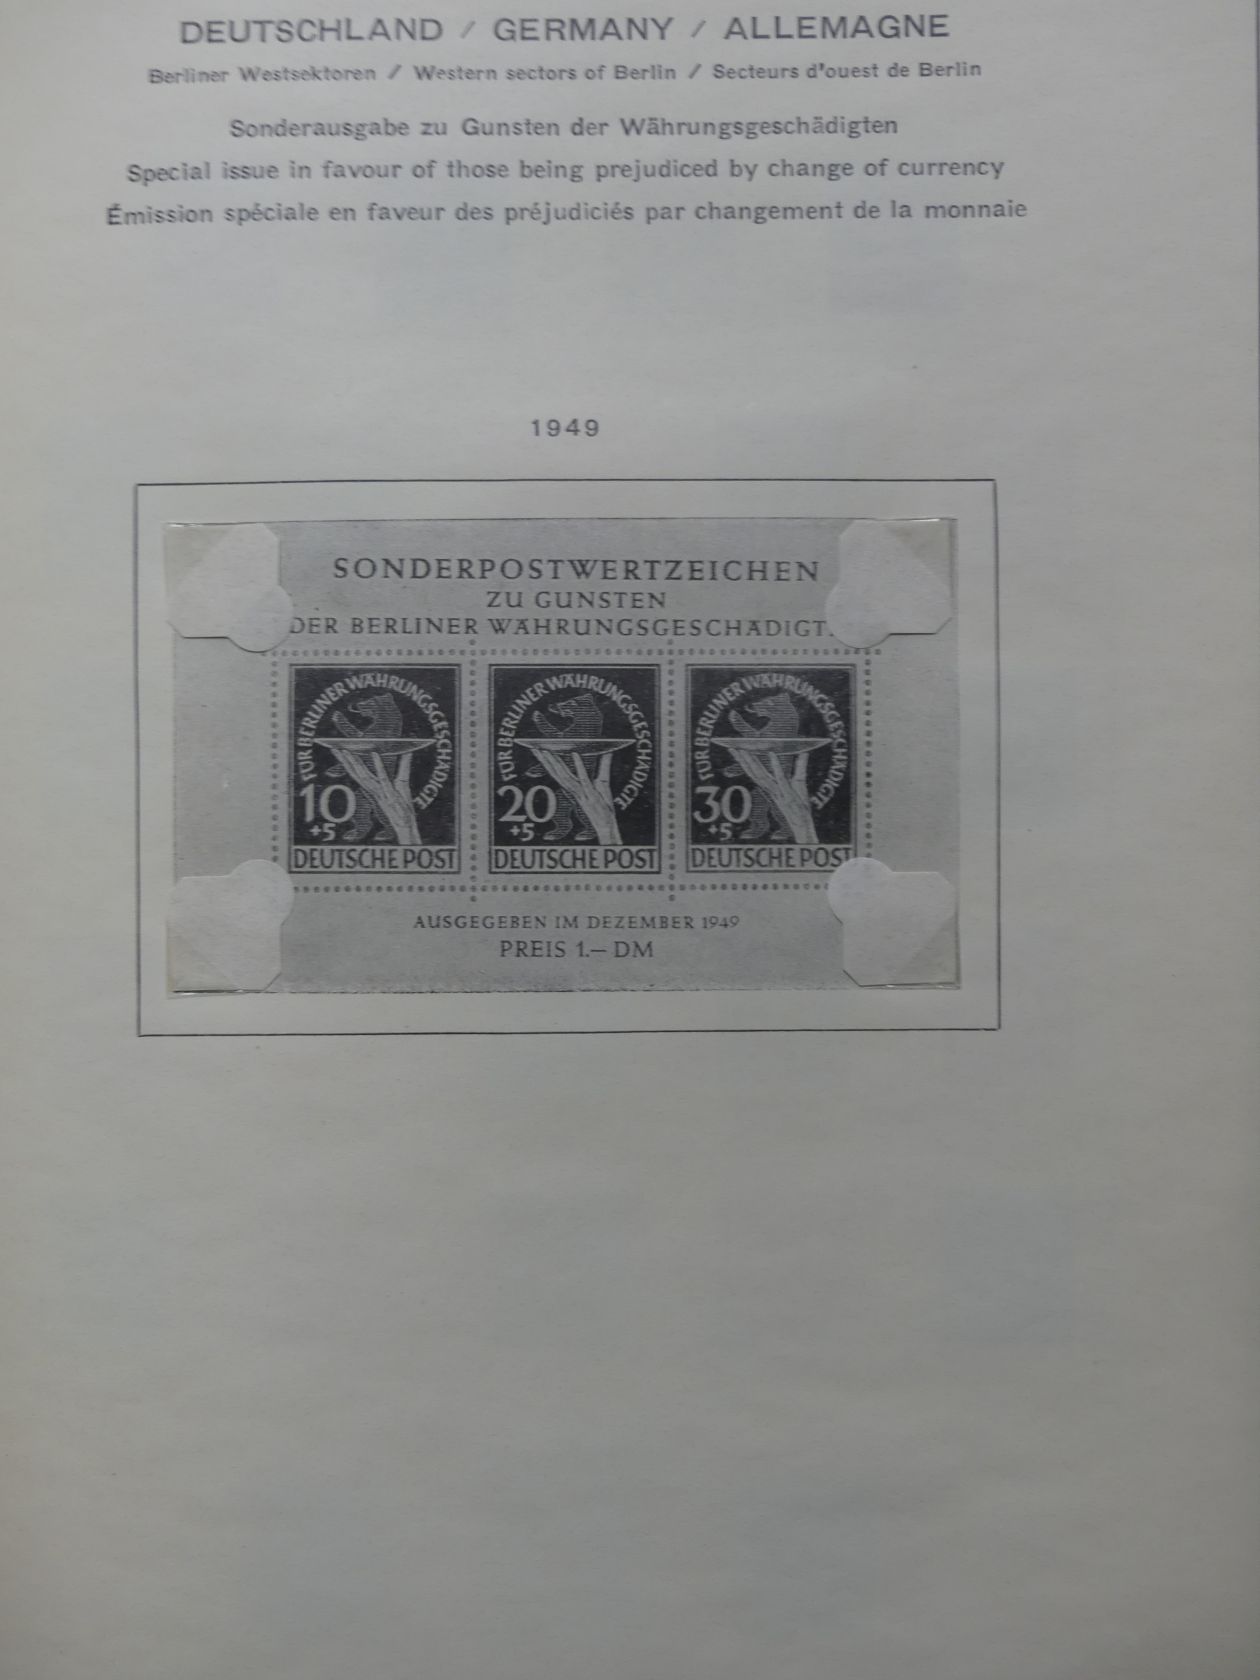 DEUTSCHLAND / GERMANY / ALLEMAGNE
Berliner Westsektoren / Western sectors of Berlin / Secteurs d'ouest de Berlin
Sonderausgabe zu Gunsten der Währungsgeschädigten
Special issue in favour of those being prejudiced by change of currency
Émission spéciale en faveur des préjudiciés par changement de la monnaie
1949
SONDERPOSTWERTZEICHEN
ZU GUNSTEN
DER BERLINER WÄHRUNGSGESCHÄDIGT
FÜR BERLINER WÄHRUNGSGESCHÄDIGTE
10
+5
DEUTSCHE POST
FÜR BERLINER WÄHRUNGSGESCHÄDIGTE
20
+5
DEUTSCHE POST
FÜR BERLINER WÄHRUNGSGESCHÄDIGTE
30
+5
DEUTSCHE POST
AUSGEGEBEN IM DEZEMBER 1949
PREIS 1.— DM